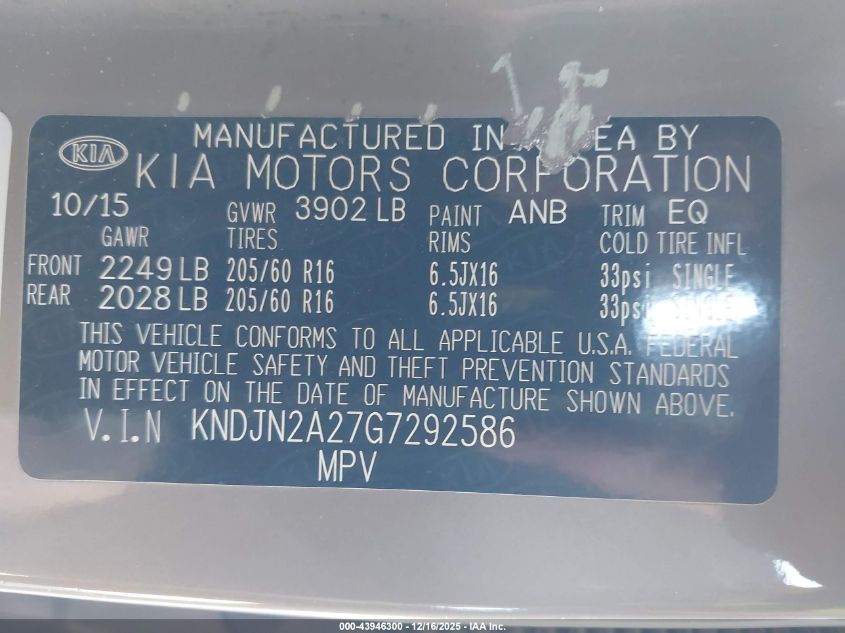 MANUFACTURED IN EA BY
KIA
KIA MOTORS CORPORATION
10/15 GVWR 3902 LB PAINT ANB TRIM EQ
GAWR TIRES RIMS COLD TIRE INFL
FRONT 2249 LB 205/60 R16 6.5JX16 33psi SINGLE
REAR 2028 LB 205/60 R16 6.5JX16 33psi SINGLE
THIS VEHICLE CONFORMS TO ALL APPLICABLE U.S.A. FEDERAL
MOTOR VEHICLE SAFETY AND THEFT PREVENTION STANDARDS
IN EFFECT ON THE DATE OF MANUFACTURE SHOWN ABOVE.
V.I.N KNDJN2A27G7292586
MPV
000-43946300 - 12/16/2025 - IAA Inc.